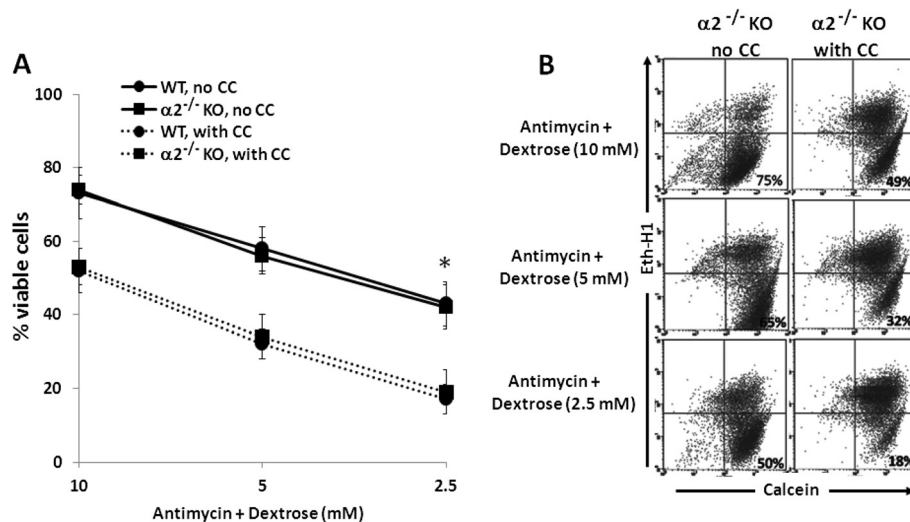 A
WT, no CC
α2 -/- KO, no CC
WT, with CC
α2 -/- KO, with CC
100
80
60
40
20
0
% viable cells
10
5
2.5
*
Antimycin + Dextrose (mM)
B
α2 -/- KO
no CC
α2 -/- KO
with CC
Antimycin +
Dextrose (10 mM)
75%
49%
Antimycin +
Dextrose (5 mM)
65%
32%
Antimycin +
Dextrose (2.5 mM)
50%
18%
Eth-H1
Calcein